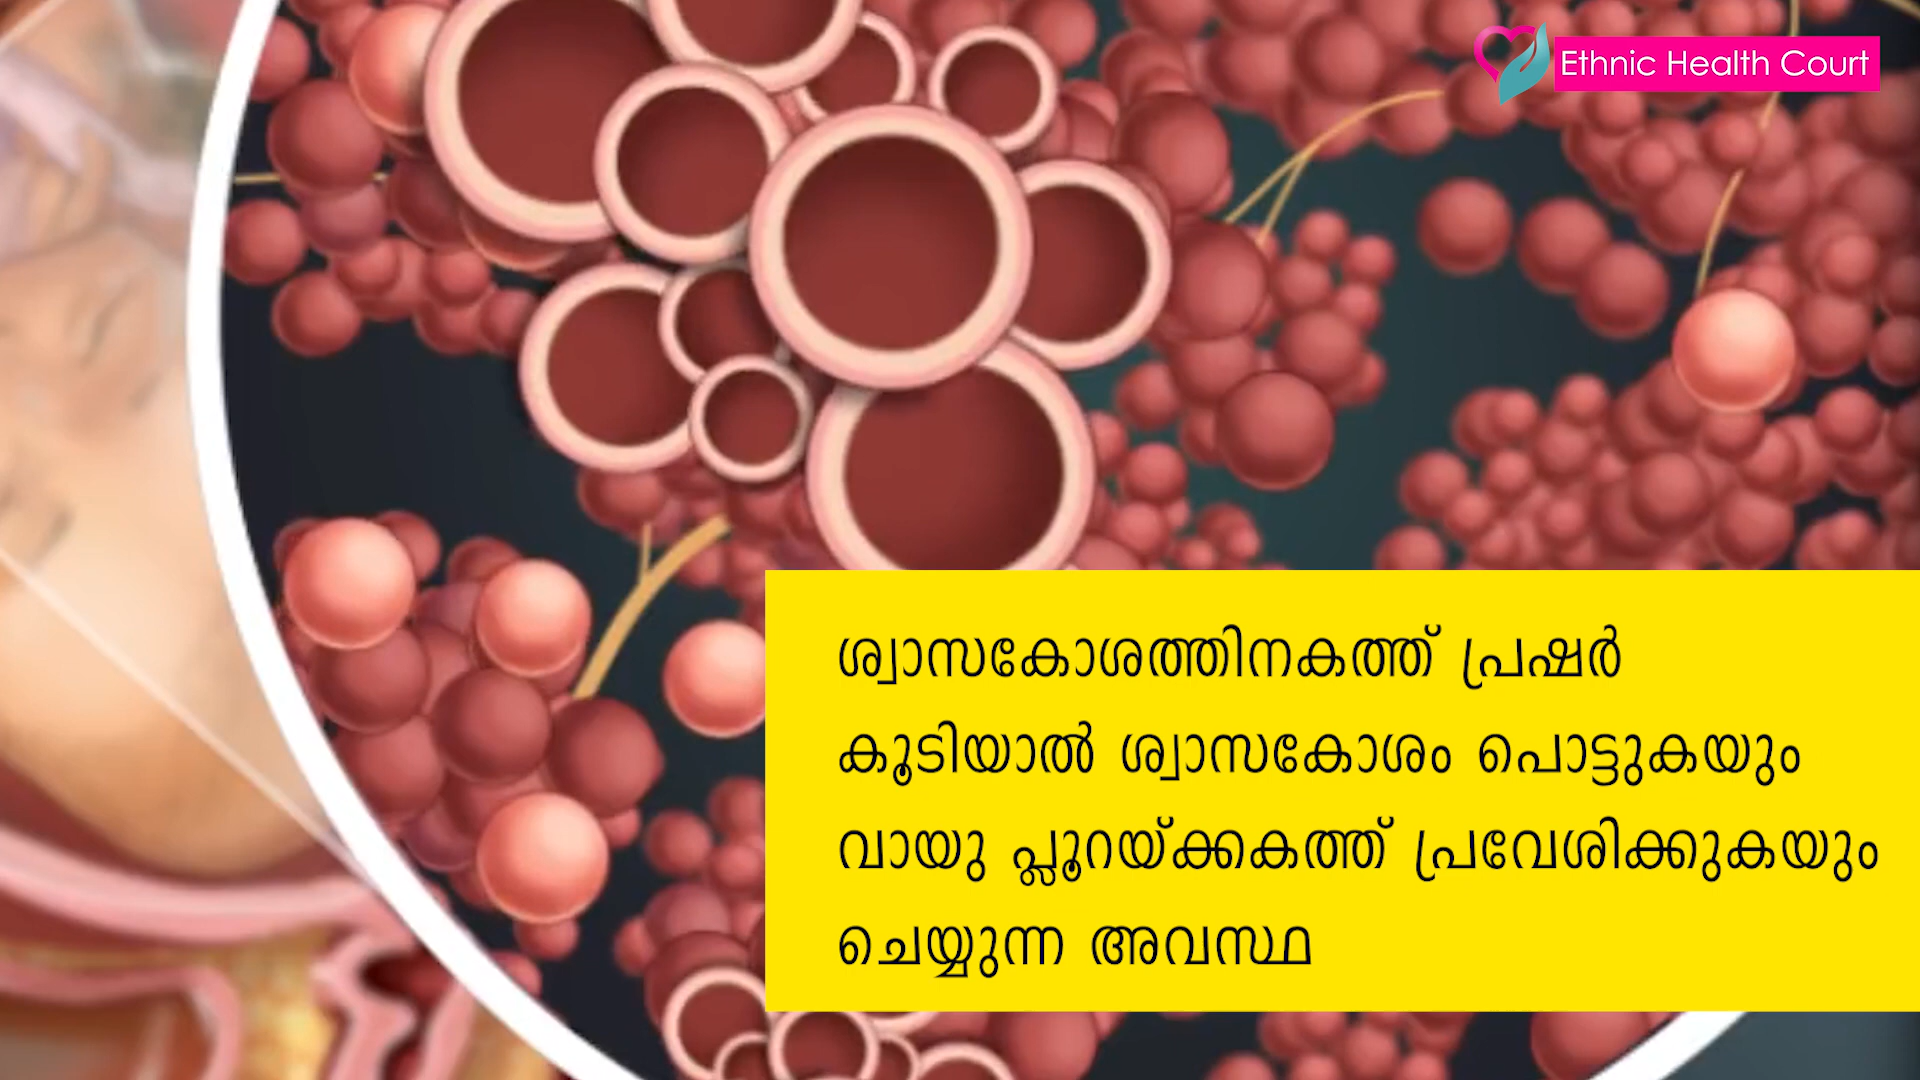 Ethnic Health Court
ശ്വാസകോശത്തിനകത്ത് പ്രഷർ
കൂടിയാൽ ശ്വാസകോശം പൊട്ടുകയും
വായു പ്ലൂറയ്ക്കകത്ത് പ്രവേശിക്കുകയും
ചെയ്യുന്ന അവസ്ഥ